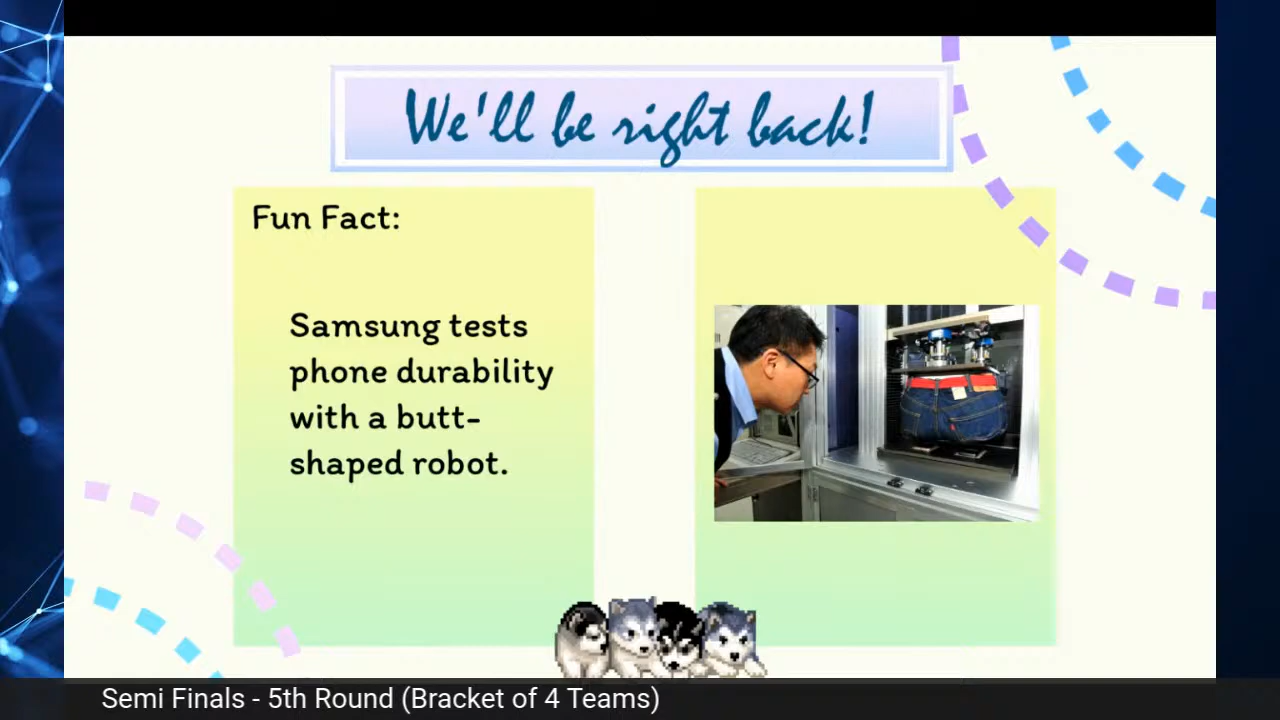 We'll be right back!
Fun Fact:
Samsung tests
phone durability
with a butt-
shaped robot.
Semi Finals - 5th Round (Bracket of 4 Teams)